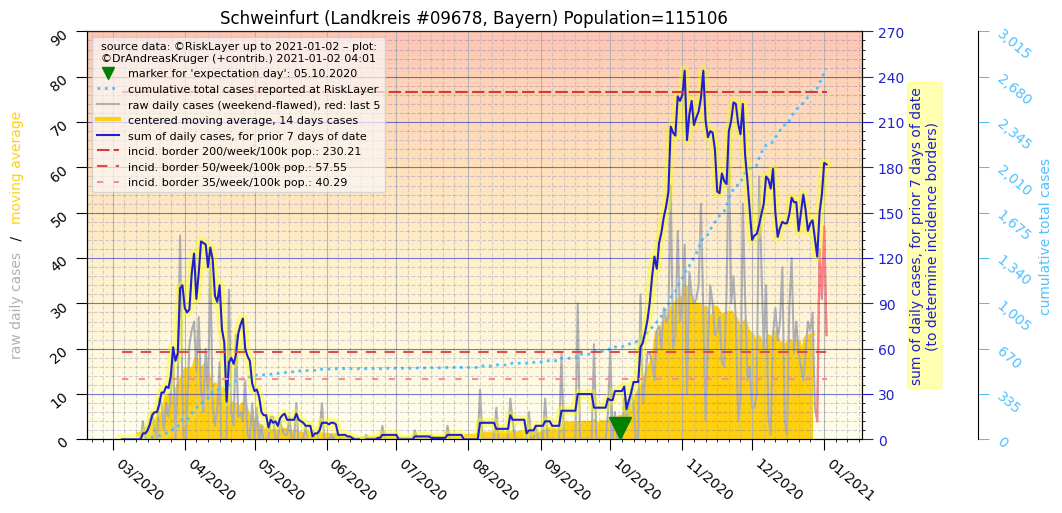 Schweinfurt (Landkreis #09678, Bayern) Population=115106
source data: ©RiskLayer up to 2021-01-02 – plot:
©DrAndreasKruger (+contrib.) 2021-01-02 04:01
marker for 'expectation day': 05.10.2020
cumulative total cases reported at RiskLayer
raw daily cases (weekend-flawed), red: last 5
centered moving average, 14 days cases
sum of daily cases, for prior 7 days of date
incid. border 200/week/100k pop.: 230.21
incid. border 50/week/100k pop.: 57.55
incid. border 35/week/100k pop.: 40.29
raw daily cases / moving average
90
80
70
60
50
40
30
20
10
0
03/2020
04/2020
05/2020
06/2020
07/2020
08/2020
09/2020
10/2020
11/2020
12/2020
01/2021
270
240
210
180
150
120
90
60
30
0
sum of daily cases, for prior 7 days of date
(to determine incidence borders)
3,015
2,680
2,345
2,010
1,675
1,340
1,005
670
335
0
cumulative total cases